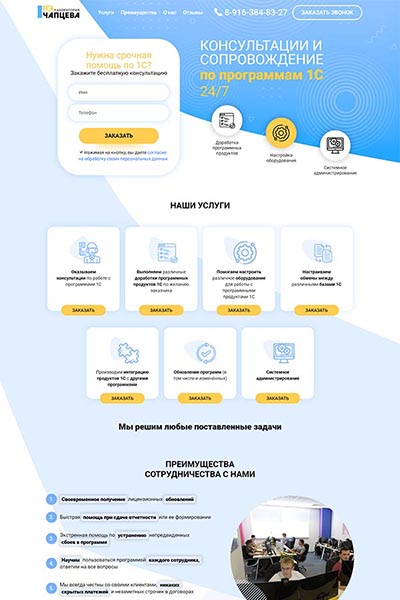 ЛАБОРАТОРИЯ
ЧАПЦЕВА
Услуги Преимущества О нас Отзывы
8-916-384-83-27
ЗАКАЗАТЬ ЗВОНОК
Нужна срочная
помощь по 1С?
Закажите бесплатную консультацию
Имя
Телефон
ЗАКАЗАТЬ
Нажимая на кнопку, вы даете согласие
на обработку своих персональных данных
КОНСУЛЬТАЦИИ И
СОПРОВОЖДЕНИЕ
по программам 1С
24/7
Доработка
программных
продуктов
Настройка
оборудования
Системное
администрирование
НАШИ УСЛУГИ
Оказываем
консультации по работе с
программами 1С
ЗАКАЗАТЬ
Выполняем различные
доработки программных
продуктов 1С по желанию
заказчика
ЗАКАЗАТЬ
Помогаем настроить
различное оборудование
для работы с
программными
продуктами 1С
ЗАКАЗАТЬ
Настраиваем
обмены между
различными базами 1С
ЗАКАЗАТЬ
Производим интеграцию
продуктов 1С с другими
программами
ЗАКАЗАТЬ
Обновление программ (в
том числе и изменённых)
ЗАКАЗАТЬ
Системное
администрирование
ЗАКАЗАТЬ
Мы решим любые поставленные задачи
ПРЕИМУЩЕСТВА
СОТРУДНИЧЕСТВА С НАМИ
1. Своевременное получение лицензионных обновлений
2. Быстрая помощь при сдаче отчетности или ее формировании
3. Экстренная помощь по устранению непредвиденных
сбоев в программе
4. Научим пользоваться программой каждого сотрудника,
ответим на все вопросы
5. Мы всегда честны со своими клиентами, никаких
скрытых платежей и незаметных строчек в договорах